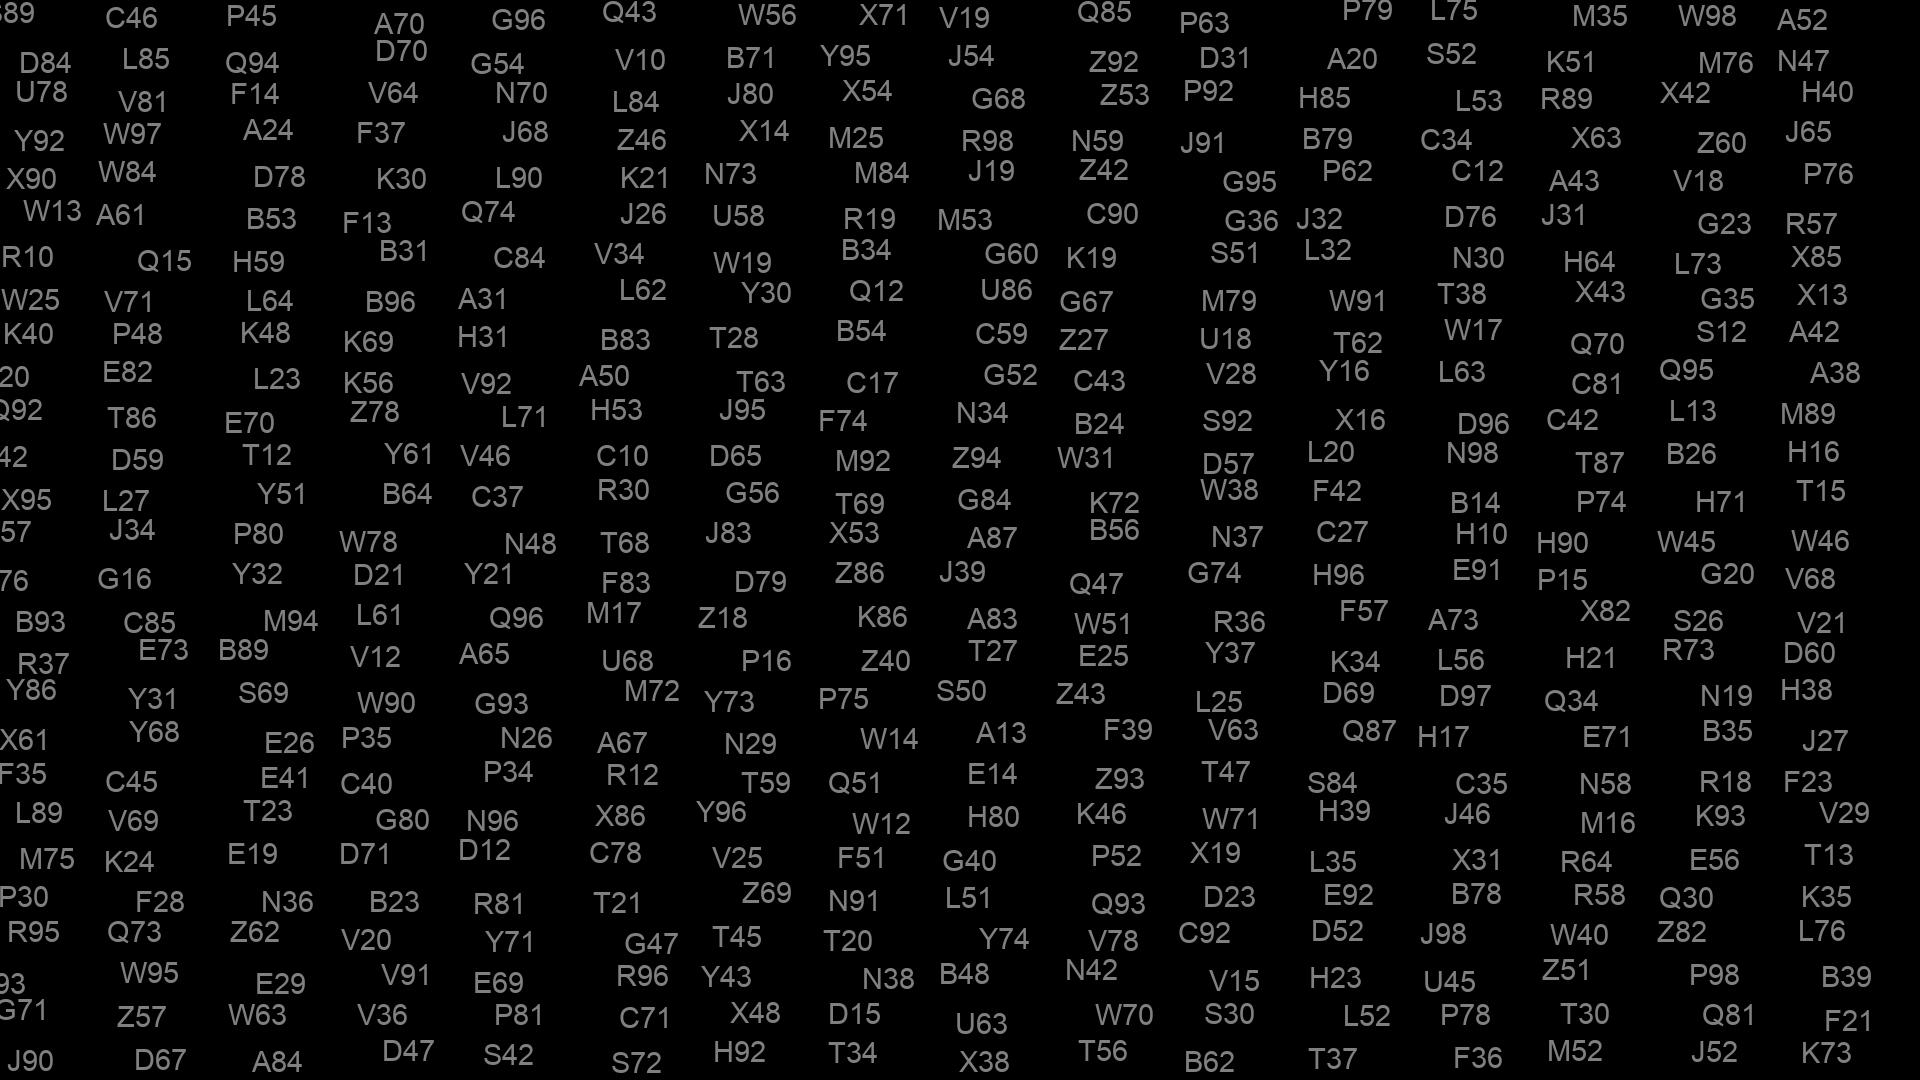 S89 C46 P45 A70 G96 Q43 W56 X71 V19 Q85 P63 P79 L75 M35 W98 A52
D84 L85 Q94 D70 G54 V10 B71 Y95 J54 Z92 D31 A20 S52 K51 M76 N47
U78 V81 F14 V64 N70 L84 J80 X54 G68 Z53 P92 H85 L53 R89 X42 H40
Y92 W97 A24 F37 J68 Z46 X14 M25 R98 N59 J91 B79 C34 X63 Z60 J65
X90 W84 D78 K30 L90 K21 N73 M84 J19 Z42 G95 P62 C12 A43 V18 P76
W13 A61 B53 F13 Q74 J26 U58 R19 M53 C90 G36 J32 D76 J31 G23 R57
R10 Q15 H59 B31 C84 V34 W19 B34 G60 K19 S51 L32 N30 H64 L73 X85
W25 V71 L64 B96 A31 L62 Y30 Q12 U86 G67 M79 W91 T38 X43 G35 X13
K40 P48 K48 K69 H31 B83 T28 B54 C59 Z27 U18 T62 W17 Q70 S12 A42
20 E82 L23 K56 V92 A50 T63 C17 G52 C43 V28 Y16 L63 C81 Q95 A38
Q92 T86 E70 Z78 L71 H53 J95 F74 N34 B24 S92 X16 D96 C42 L13 M89
42 D59 T12 Y61 V46 C10 D65 M92 Z94 W31 D57 L20 N98 T87 B26 H16
X95 L27 Y51 B64 C37 R30 G56 T69 G84 K72 W38 F42 B14 P74 H71 T15
57 J34 P80 W78 N48 T68 J83 X53 A87 B56 N37 C27 H10 H90 W45 W46
76 G16 Y32 D21 Y21 F83 D79 Z86 J39 Q47 G74 H96 E91 P15 G20 V68
B93 C85 M94 L61 Q96 M17 Z18 K86 A83 W51 R36 F57 A73 X82 S26 V21
R37 E73 B89 V12 A65 U68 P16 Z40 T27 E25 Y37 K34 L56 H21 R73 D60
Y86 Y31 S69 W90 G93 M72 Y73 P75 S50 Z43 L25 D69 D97 Q34 N19 H38
X61 Y68 E26 P35 N26 A67 N29 W14 A13 F39 V63 Q87 H17 E71 B35 J27
F35 C45 E41 C40 P34 R12 T59 Q51 E14 Z93 T47 S84 C35 N58 R18 F23
L89 V69 T23 G80 N96 X86 Y96 W12 H80 K46 W71 H39 J46 M16 K93 V29
M75 K24 E19 D71 D12 C78 V25 F51 G40 P52 X19 L35 X31 R64 E56 T13
P30 F28 N36 B23 R81 T21 Z69 N91 L51 Q93 D23 E92 B78 R58 Q30 K35
R95 Q73 Z62 V20 Y71 G47 T45 T20 Y74 V78 C92 D52 J98 W40 Z82 L76
93 W95 E29 V91 E69 R96 Y43 N38 B48 N42 V15 H23 U45 Z51 P98 B39
G71 Z57 W63 V36 P81 C71 X48 D15 U63 W70 S30 L52 P78 T30 Q81 F21
J90 D67 A84 D47 S42 S72 H92 T34 X38 T56 B62 T37 F36 M52 J52 K73